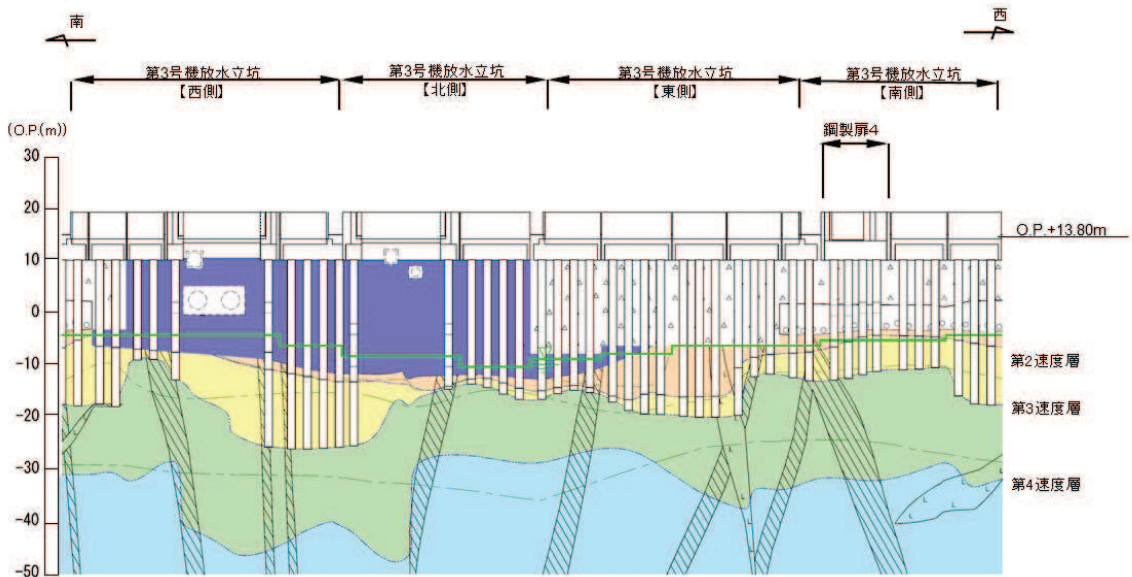 南
西
第3号機放水立坑
【西側】
第3号機放水立坑
【北側】
第3号機放水立坑
【東側】
第3号機放水立坑
【南側】
鋼製扉4
(O.P.(m))
30
20
10
0
-10
-20
-30
-40
-50
O.P.+13.80m
第2速度層
第3速度層
第4速度層